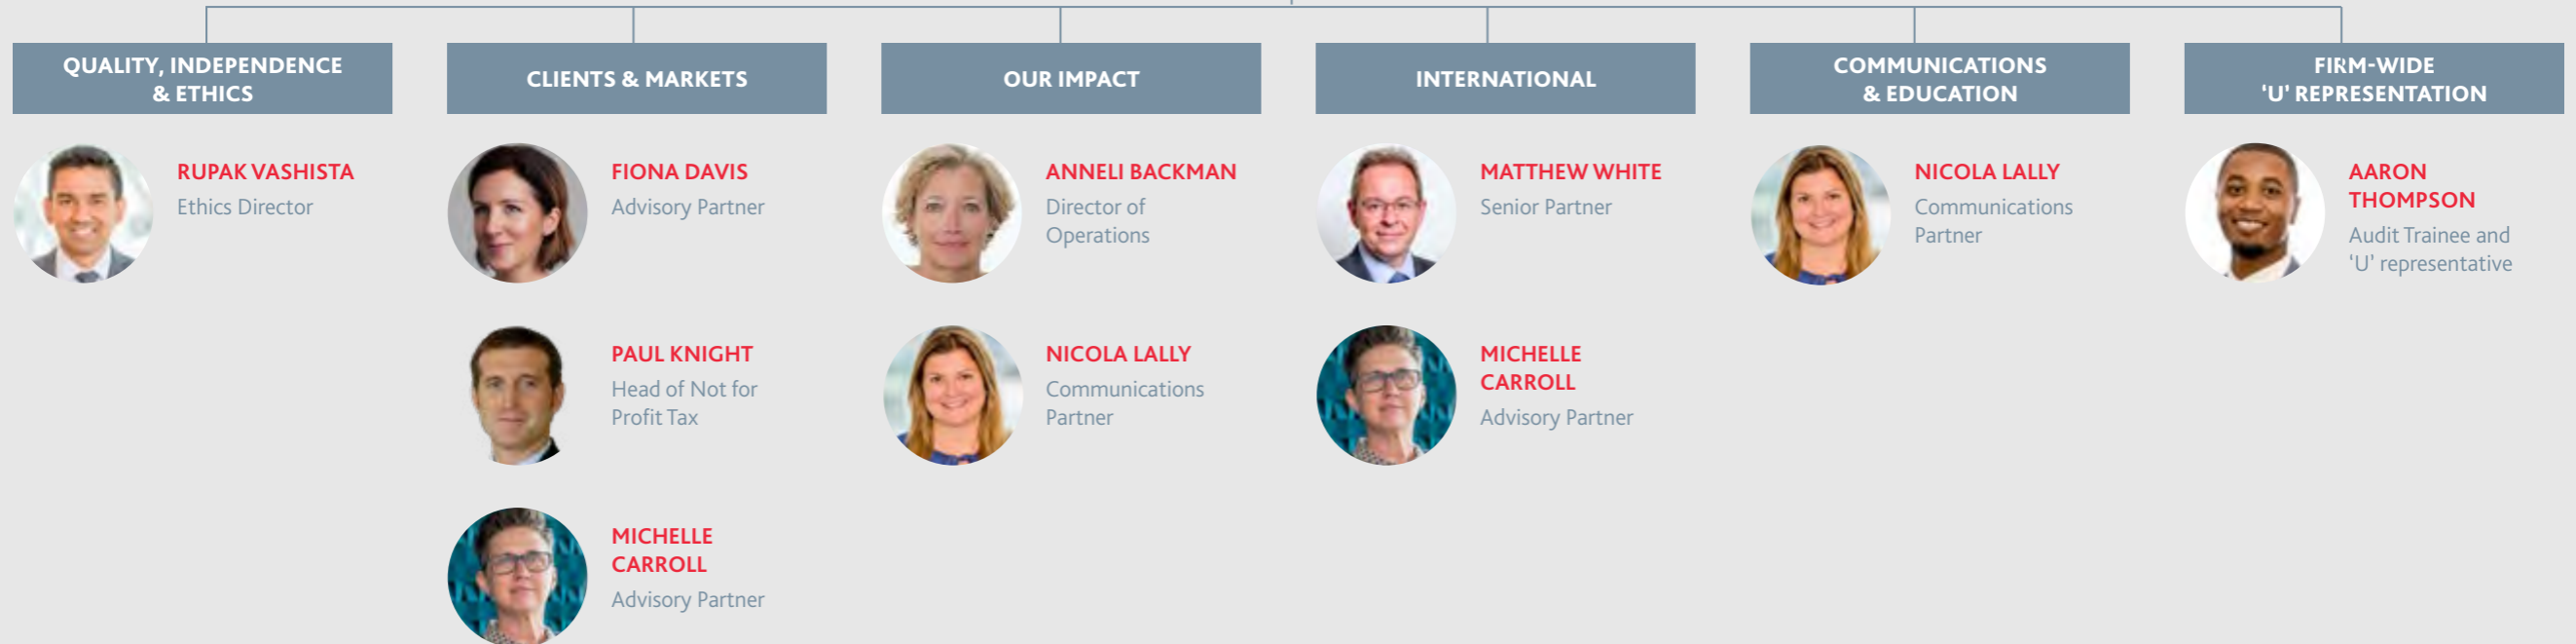 QUALITY, INDEPENDENCE
& ETHICS
RUPAK VASHISTA
Ethics Director
CLIENTS & MARKETS
FIONA DAVIS
Advisory Partner
PAUL KNIGHT
Head of Not for
Profit Tax
MICHELLE
CARROLL
Advisory Partner
OUR IMPACT
ANNELI BACKMAN
Director of
Operations
NICOLA LALLY
Communications
Partner
INTERNATIONAL
MATTHEW WHITE
Senior Partner
MICHELLE
CARROLL
Advisory Partner
COMMUNICATIONS
& EDUCATION
NICOLA LALLY
Communications
Partner
FIRM-WIDE
‘U’ REPRESENTATION
AARON
THOMPSON
Audit Trainee and
‘U’ representative